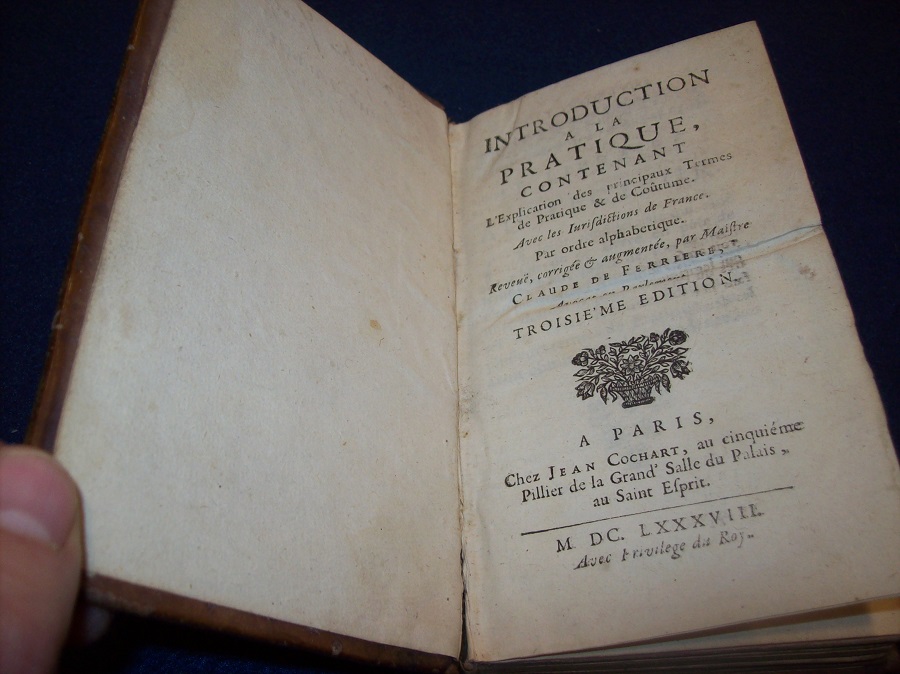 INTRODUCTION
A LA
PRATIQUE,
CONTENANT
L'Explication des principaux Termes
de Pratique & de Coûtume.
Avec les Iurisdictions de France.
Par ordre alphabetique.
Reveuë, corrigée & augmentée, par Maistre
CLAUDE DE FERRIERE,
TROISIE'ME EDITION.
A PARIS,
Chez JEAN COCHART, au cinquiéme
Pillier de la Grand' Salle du Palais,
au Saint Esprit.
M. DC. LXXXVIII.
Avec Privilege du Roy.